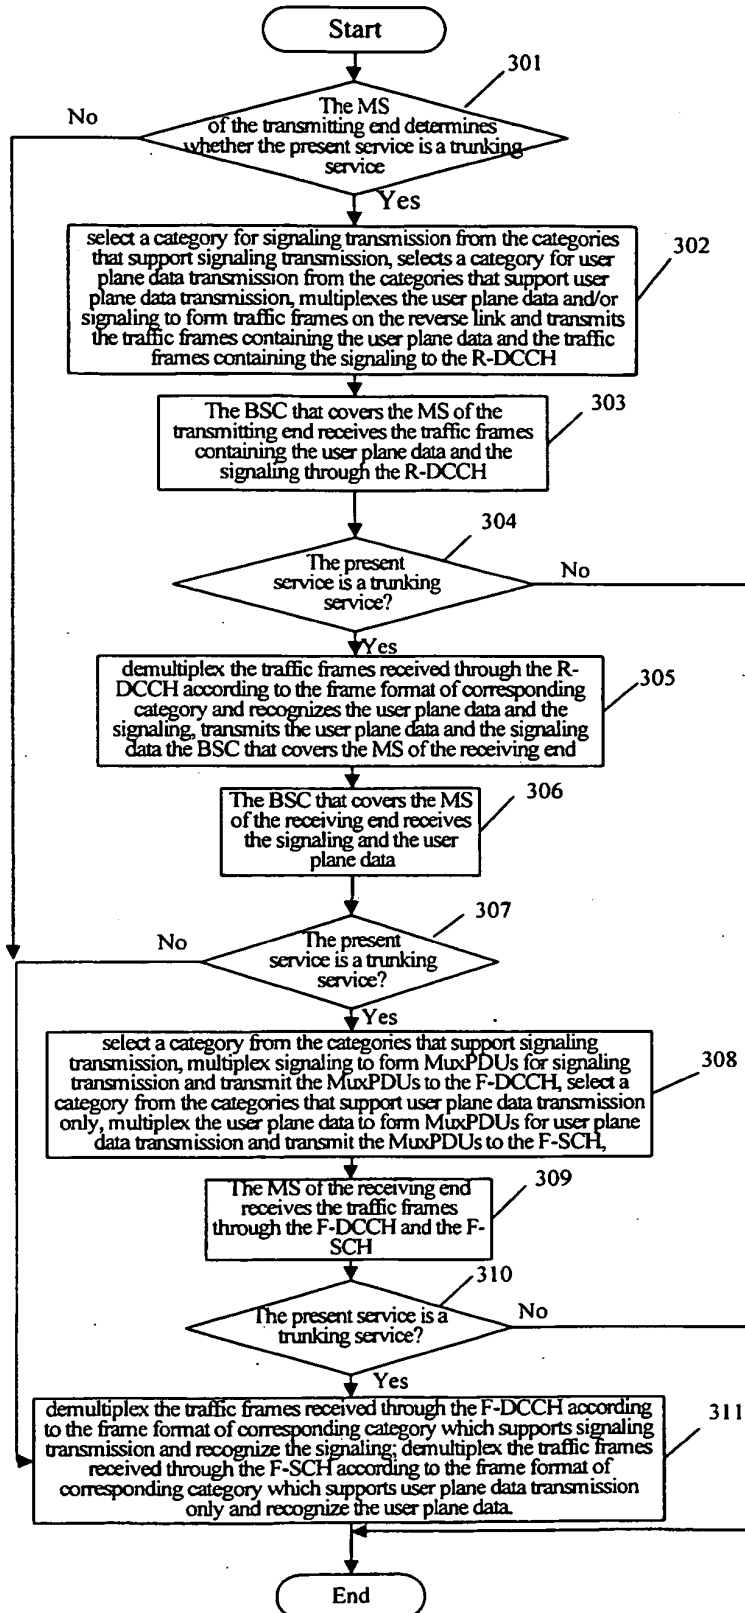 Start
301
No
The MS
of the transmitting end determines
whether the present service is a trunking
service
Yes
302
select a category for signaling transmission from the categories
that support signaling transmission, selects a category for user
plane data transmission from the categories that support user
plane data transmission, multiplexes the user plane data and/or
signaling to form traffic frames on the reverse link and transmits
the traffic frames containing the user plane data and the traffic
frames containing the signaling to the R-DCCH
303
The BSC that covers the MS of the
transmitting end receives the traffic frames
containing the user plane data and the
signaling through the R-DCCH
304
The present
service is a trunking
service?
No
Yes
305
demultiplex the traffic frames received through the R-
DCCH according to the frame format of corresponding
category and recognizes the user plane data and the
signaling, transmits the user plane data and the signaling
data the BSC that covers the MS of the receiving end
306
The BSC that covers the MS
of the receiving end receives
the signaling and the user
plane data
307
No
The present
service is a trunking
service?
Yes
308
select a category from the categories that support signaling
transmission, multiplex signaling to form MuxPDUs for signaling
transmission and transmit the MuxPDUs to the F-DCCH, select a
category from the categories that support user plane data transmission
only, multiplex the user plane data to form MuxPDUs for user plane
data transmission and transmit the MuxPDUs to the F-SCH,
309
The MS of the receiving end
receives the traffic frames
through the F-DCCH and the F-
SCH
310
The present service is a
trunking service?
No
Yes
311
demultiplex the traffic frames received through the F-DCCH according
to the frame format of corresponding category which supports signaling
transmission and recognize the signaling; demultiplex the traffic frames
received through the F-SCH according to the frame format of
corresponding category which supports user plane data transmission
only and recognize the user plane data.
End